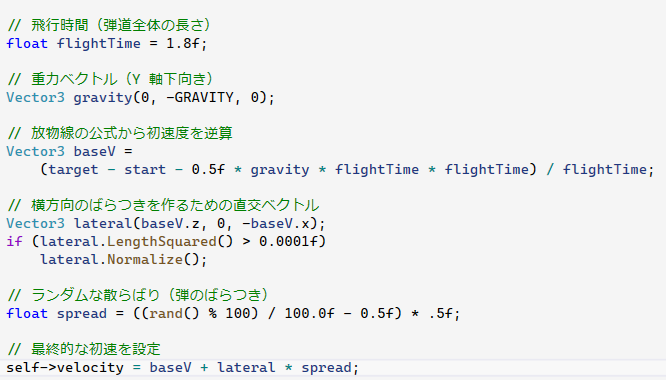 // 飛行時間（弾道全体の長さ）
float flightTime = 1.8f;
// 重力ベクトル（Y 軸下向き）
Vector3 gravity(0, -GRAVITY, 0);
// 放物線の公式から初速度を逆算
Vector3 baseV =
(target - start - 0.5f * gravity * flightTime * flightTime) / flightTime;
// 横方向のばらつきを作るための直交ベクトル
Vector3 lateral(baseV.z, 0, -baseV.x);
if (lateral.LengthSquared() > 0.0001f)
lateral.Normalize();
// ランダムな散らばり（弾のばらつき）
float spread = ((rand() % 100) / 100.0f - 0.5f) * .5f;
// 最終的な初速を設定
self->velocity = baseV + lateral * spread;